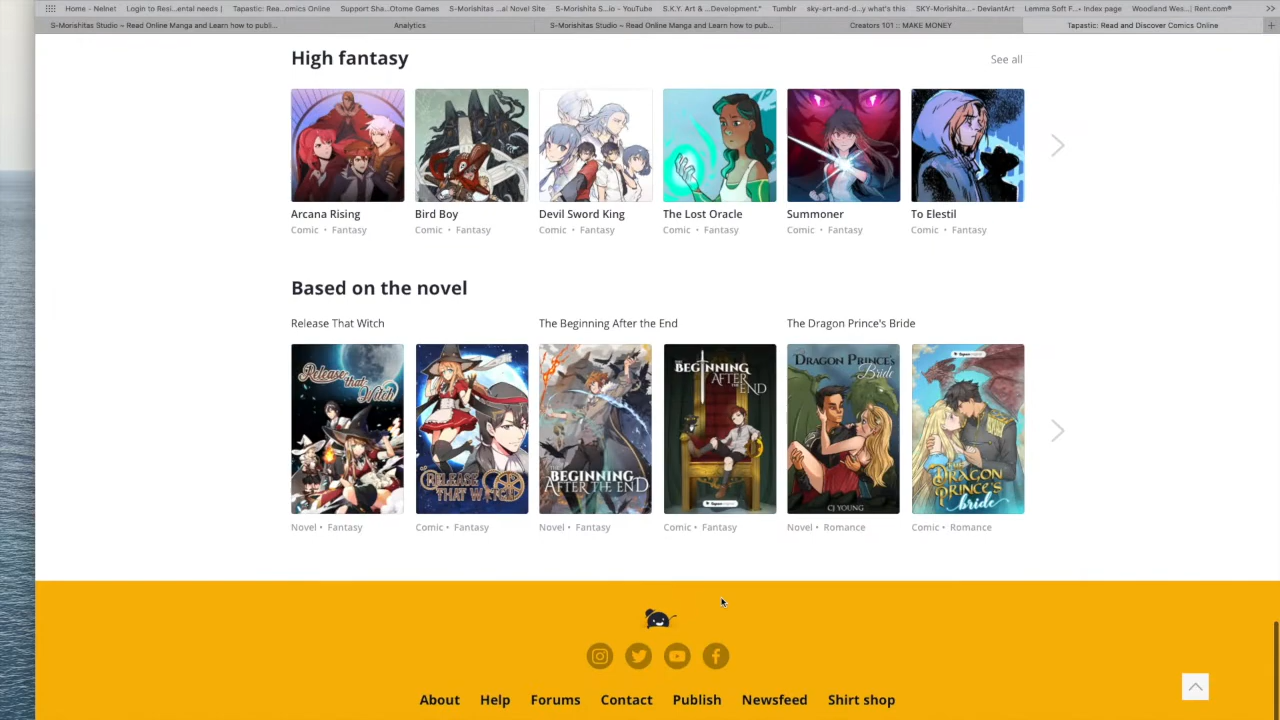 Home - Nelnet Login to Resi...ental needs | Tapastic: Rea...omics Online Support Sha...Otome Games S-Morishitas ...al Novel Site S-Morishita S...io - YouTube S.K.Y. Art & ...Development." Tumblr sky-art-and-d...y what's this SKY-Morishita... - DeviantArt Lemma Soft F... • Index page Woodland Wes...| Rent.com® >>
S-Morishitas Studio ~ Read Online Manga and Learn how to publi... Analytics S-Morishitas Studio ~ Read Online Manga and Learn how to pub... Creators 101 :: MAKE MONEY Tapastic: Read and Discover Comics Online +
High fantasy See all
Arcana Rising Bird Boy Devil Sword King The Lost Oracle Summoner To Elestil
Comic • Fantasy Comic • Fantasy Comic • Fantasy Comic • Fantasy Comic • Fantasy Comic • Fantasy
Based on the novel
Release That Witch The Beginning After the End The Dragon Prince's Bride
Release that Witch
RELEASE THAT WITCH
THE BEGINNING AFTER THE END
THE BEGINNING AFTER THE END
DRAGON PRINCE'S Bride
CJ YOUNG
THE DRAGON PRINCE'S bride
Novel • Fantasy Comic • Fantasy Novel • Fantasy Comic • Fantasy Novel • Romance Comic • Romance
About Help Forums Contact Publish Newsfeed Shirt shop